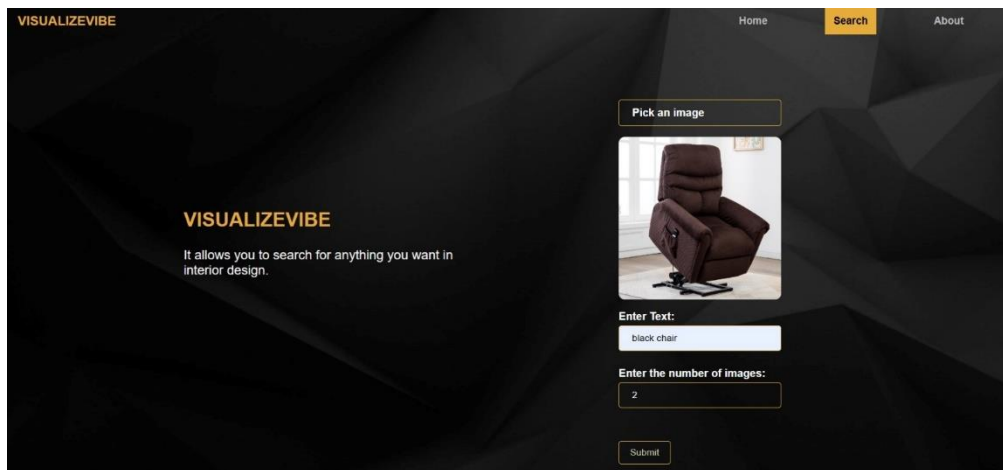 VISUALIZEVIBE
Home
Search
About
Pick an image
VISUALIZEVIBE
It allows you to search for anything you want in
interior design.
Enter Text:
black chair
Enter the number of images:
2
Submit